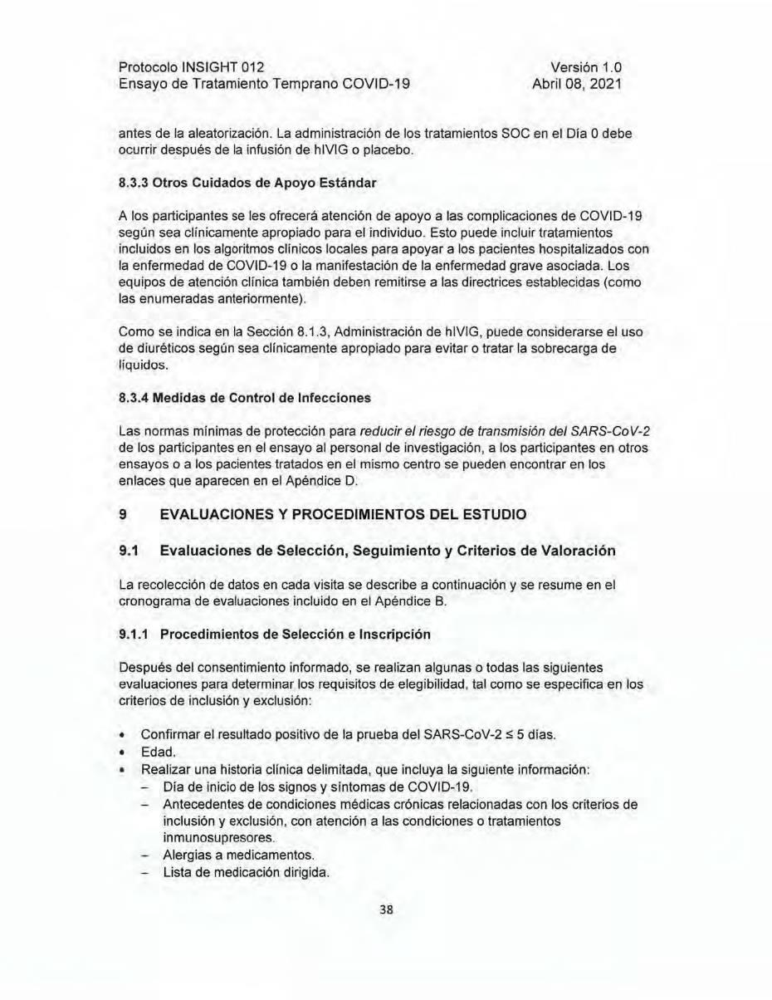 Protocolo INSIGHT 012 Versión 1.0
Ensayo de Tratamiento Temprano COVID-19 Abril 08, 2021
antes de la aleatorización. La administración de los tratamientos SOC en el Día 0 debe
ocurrir después de la infusión de hIVIG o placebo.
8.3.3 Otros Cuidados de Apoyo Estándar
A los participantes se les ofrecerá atención de apoyo a las complicaciones de COVID-19
según sea clínicamente apropiado para el individuo. Esto puede incluir tratamientos
incluidos en los algoritmos clínicos locales para apoyar a los pacientes hospitalizados con
la enfermedad de COVID-19 o la manifestación de la enfermedad grave asociada. Los
equipos de atención clínica también deben remitirse a las directrices establecidas (como
las enumeradas anteriormente).
Como se indica en la Sección 8.1.3, Administración de hIVIG, puede considerarse el uso
de diuréticos según sea clínicamente apropiado para evitar o tratar la sobrecarga de
líquidos.
8.3.4 Medidas de Control de Infecciones
Las normas mínimas de protección para reducir el riesgo de transmisión del SARS-CoV-2
de los participantes en el ensayo al personal de investigación, a los participantes en otros
ensayos o a los pacientes tratados en el mismo centro se pueden encontrar en los
enlaces que aparecen en el Apéndice D.
9 EVALUACIONES Y PROCEDIMIENTOS DEL ESTUDIO
9.1 Evaluaciones de Selección, Seguimiento y Criterios de Valoración
La recolección de datos en cada visita se describe a continuación y se resume en el
cronograma de evaluaciones incluido en el Apéndice B.
9.1.1 Procedimientos de Selección e Inscripción
Después del consentimiento informado, se realizan algunas o todas las siguientes
evaluaciones para determinar los requisitos de elegibilidad, tal como se especifica en los
criterios de inclusión y exclusión:
• Confirmar el resultado positivo de la prueba del SARS-CoV-2 ≤ 5 días.
• Edad.
• Realizar una historia clínica delimitada, que incluya la siguiente información:
– Día de inicio de los signos y síntomas de COVID-19.
– Antecedentes de condiciones médicas crónicas relacionadas con los criterios de
inclusión y exclusión, con atención a las condiciones o tratamientos
inmunosupresores.
– Alergias a medicamentos.
– Lista de medicación dirigida.
38